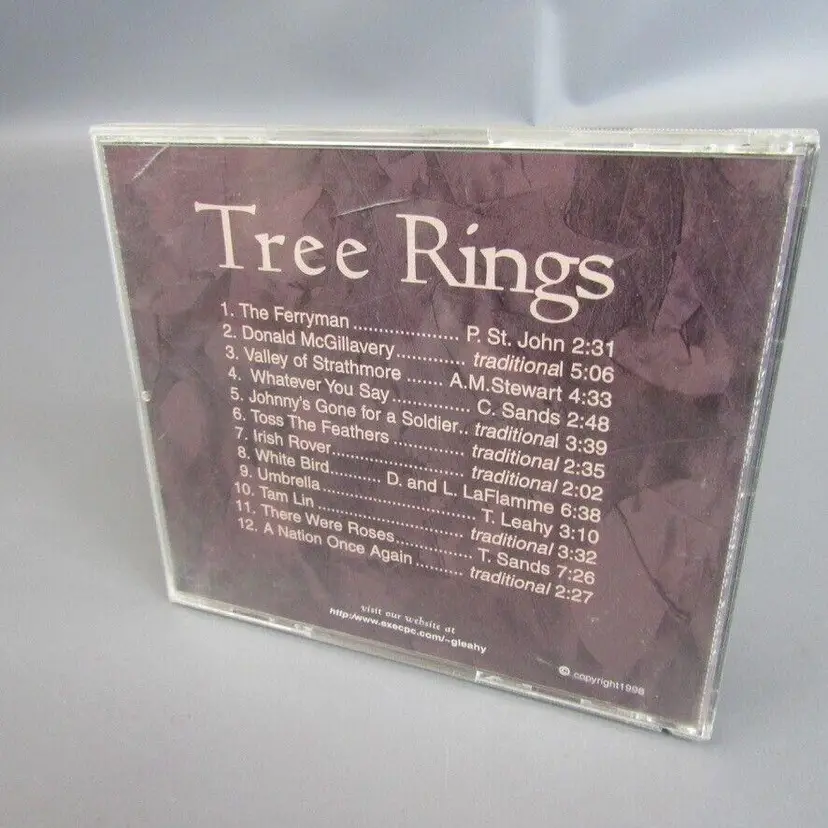 Tree Rings
1. The Ferryman .................... P. St. John 2:31
2. Donald McGillavery............. traditional 5:06
3. Valley of Strathmore ....... A.M.Stewart 4:33
4. Whatever You Say............... C. Sands 2:48
5. Johnny's Gone for a Soldier.. traditional 3:39
6. Toss The Feathers .............. traditional 2:35
7. Irish Rover.......................... traditional 2:02
8. White Bird.......... D. and L. LaFlamme 6:38
9. Umbrella.............................. T. Leahy 3:10
10. Tam Lin ............................ traditional 3:32
11. There Were Roses............... T. Sands 7:26
12. A Nation Once Again ......... traditional 2:27
visit our website at
http:/www.execpc.com/~gleahy
© copyright1998